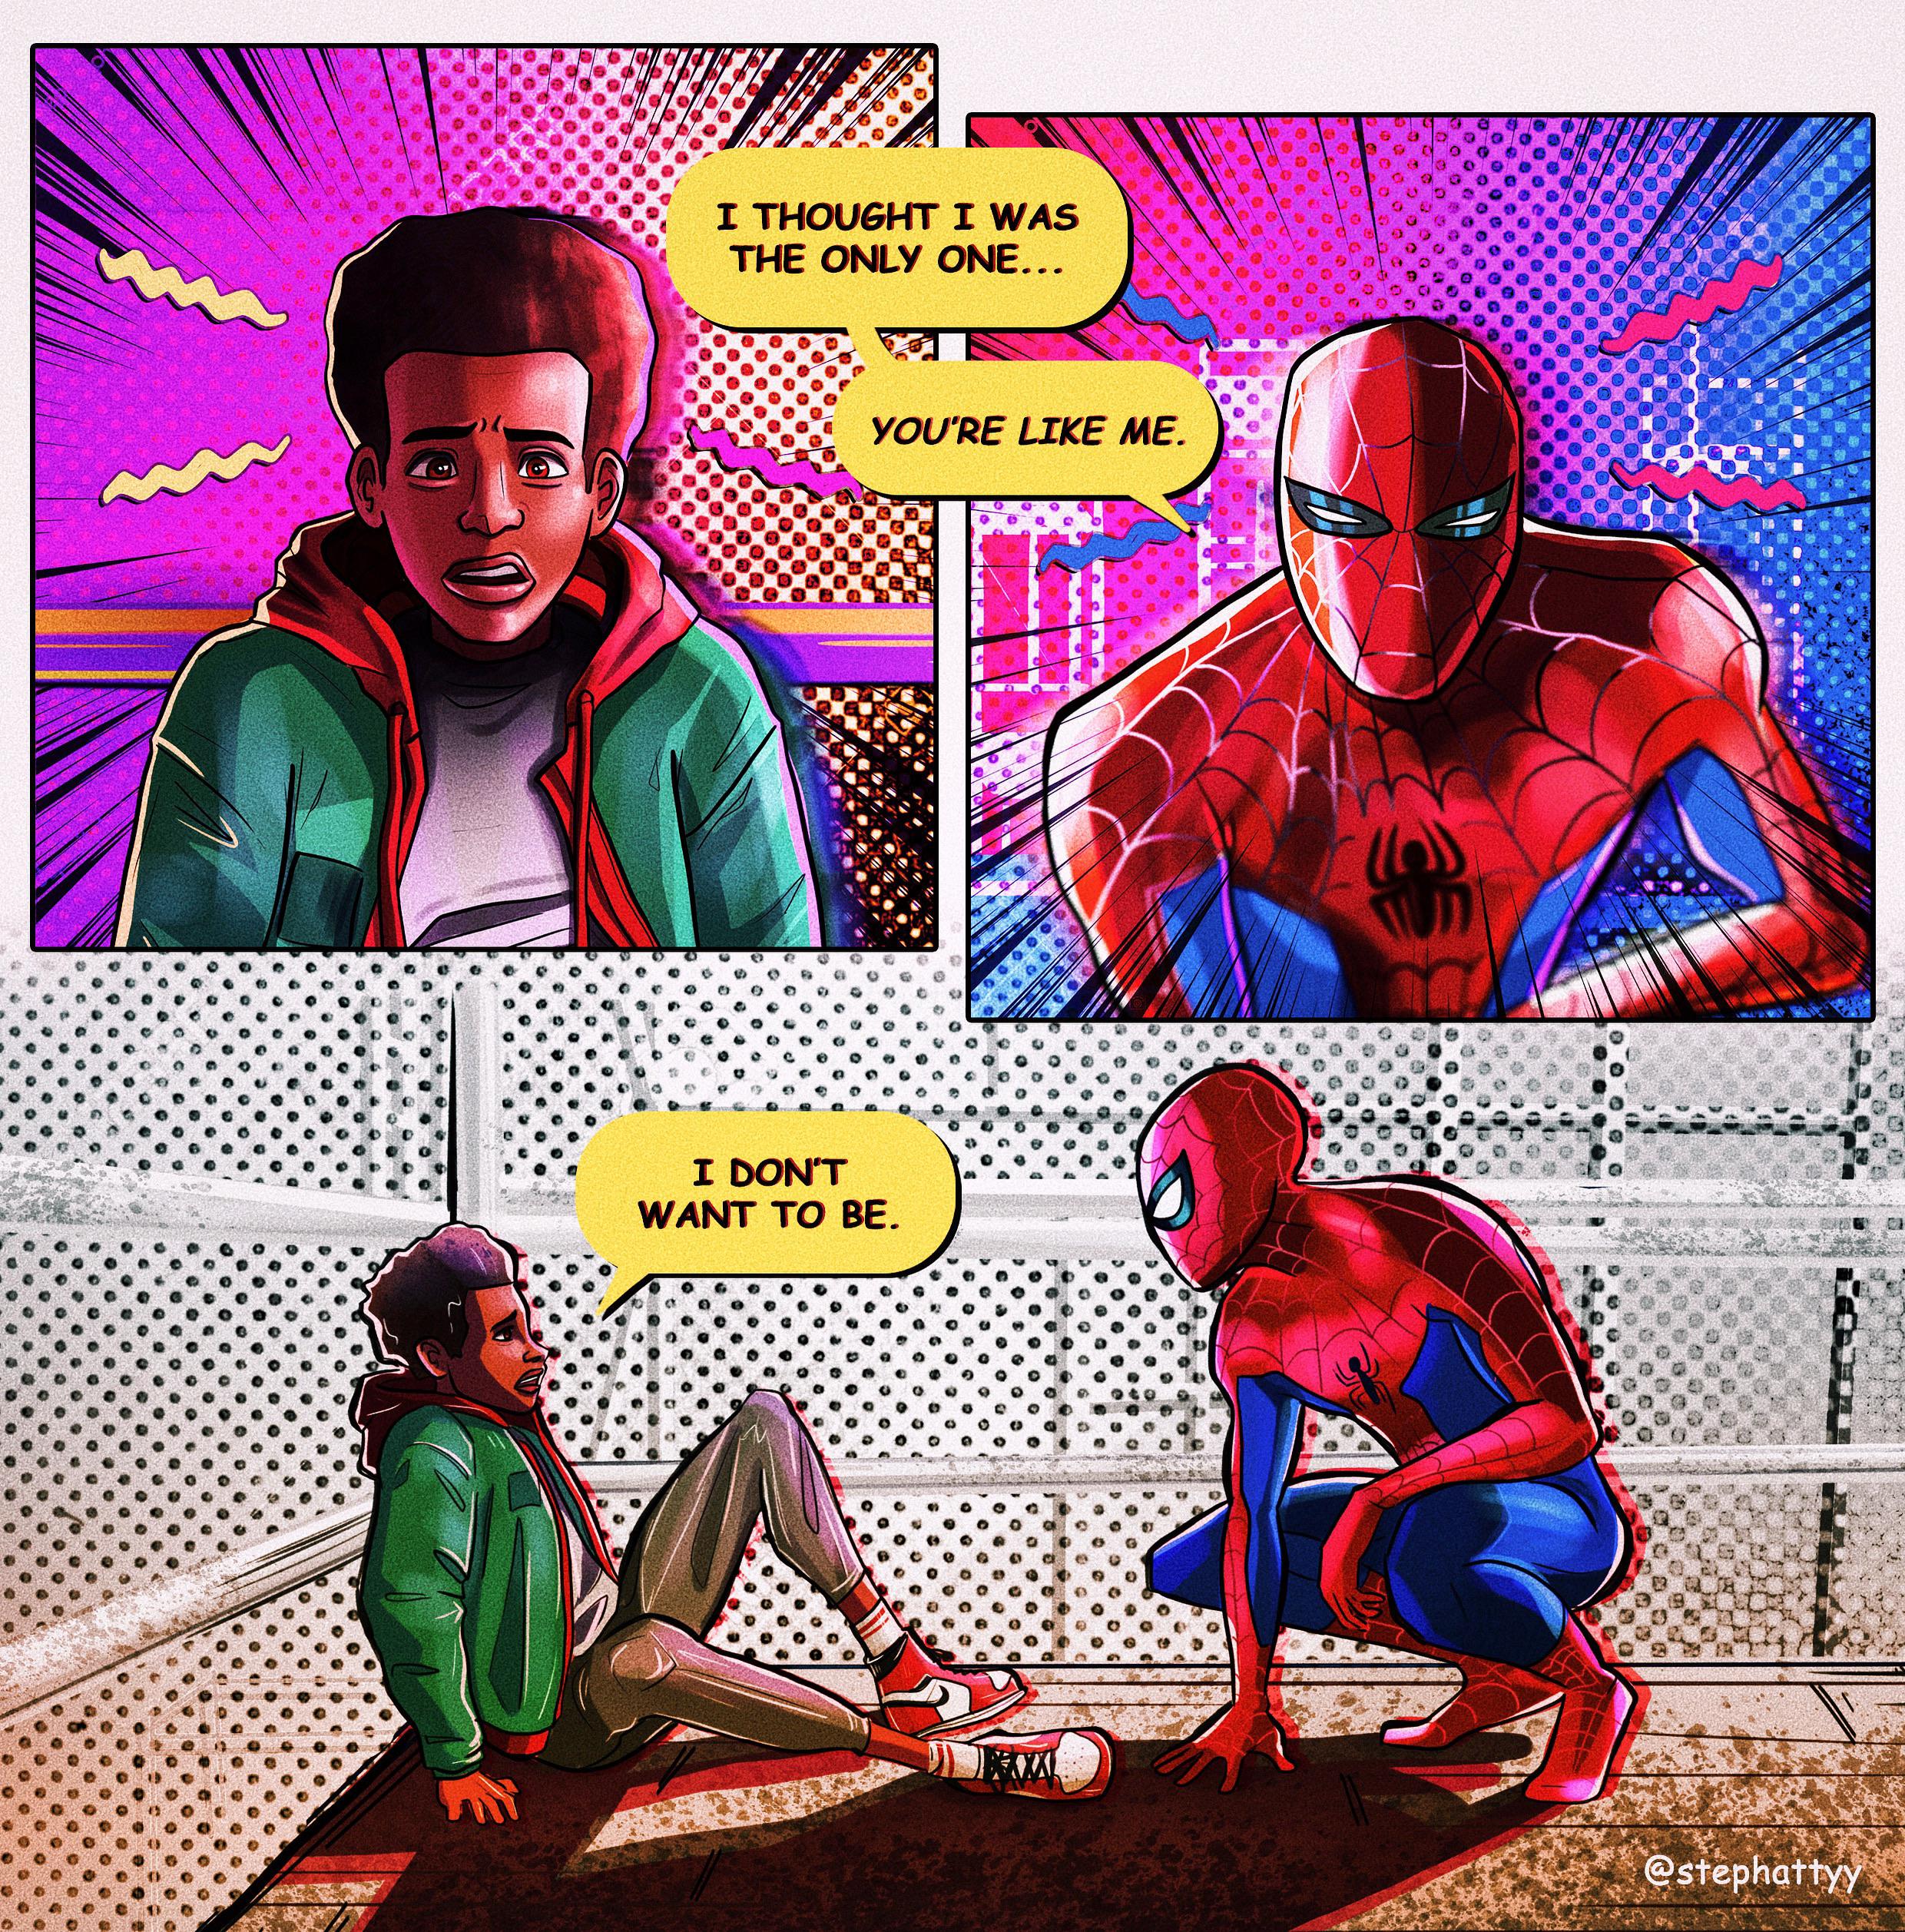 I THOUGHT I WAS
THE ONLY ONE...
YOU'RE LIKE ME.
I DON'T
WANT TO BE.
@stephattyy